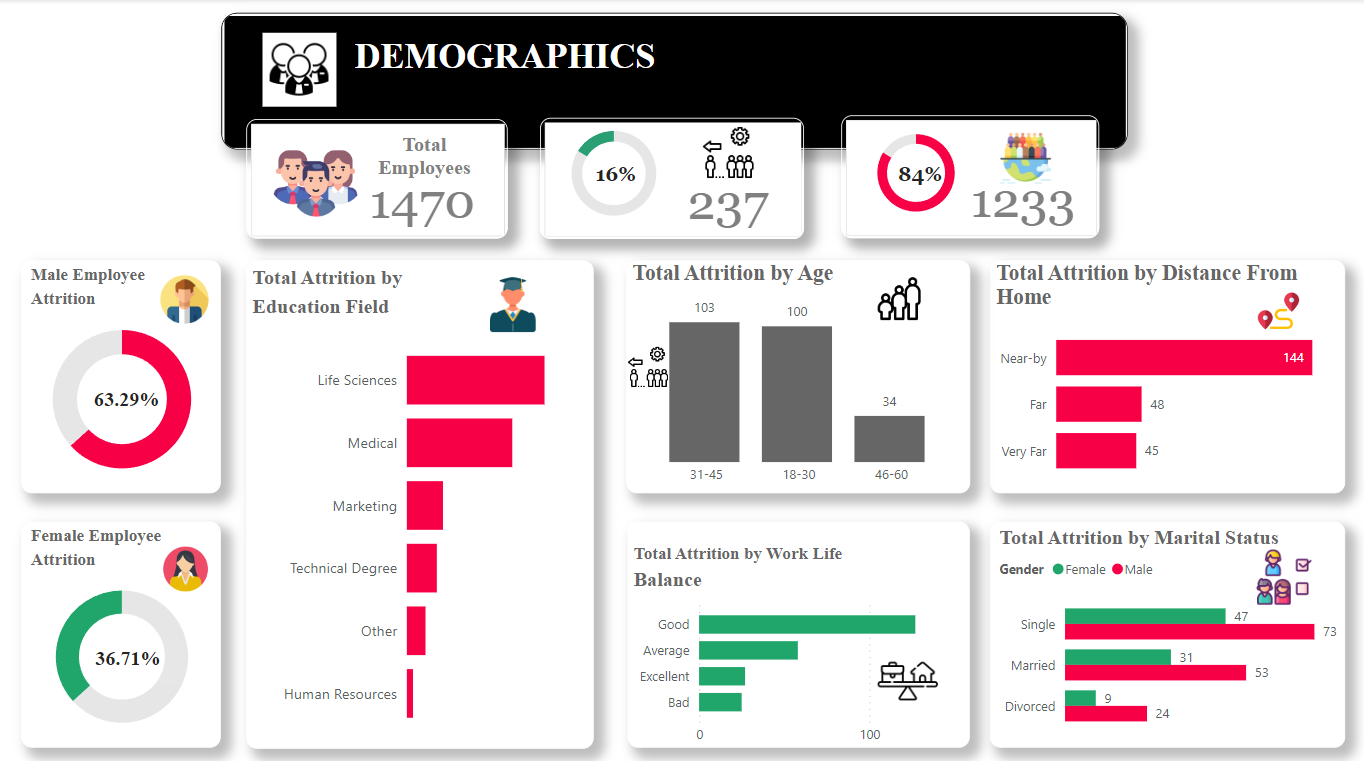 DEMOGRAPHICS
Total
Employees
1470
16%
237
84%
1233
Male Employee
Attrition
63.29%
Female Employee
Attrition
36.71%
Total Attrition by
Education Field
Life Sciences
Medical
Marketing
Technical Degree
Other
Human Resources
Total Attrition by Age
103
100
34
31-45
18-30
46-60
Total Attrition by Distance From
Home
Near-by
144
Far
48
Very Far
45
Total Attrition by Work Life
Balance
Good
Average
Excellent
Bad
0
100
Total Attrition by Marital Status
Gender Female Male
Single
47
73
Married
31
53
Divorced
9
24